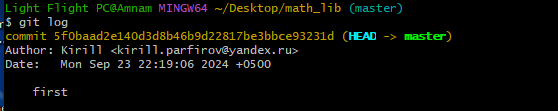 Light Flight PC@Amnam MINGW64 ~/Desktop/math_lib (master)
$ git log
commit 5f0baad2e140d3d8b46b9d22817be3bbce93231d (HEAD -> master)
Author: Kirill <kirill.parfirov@yandex.ru>
Date:   Mon Sep 23 22:19:06 2024 +0500

    first